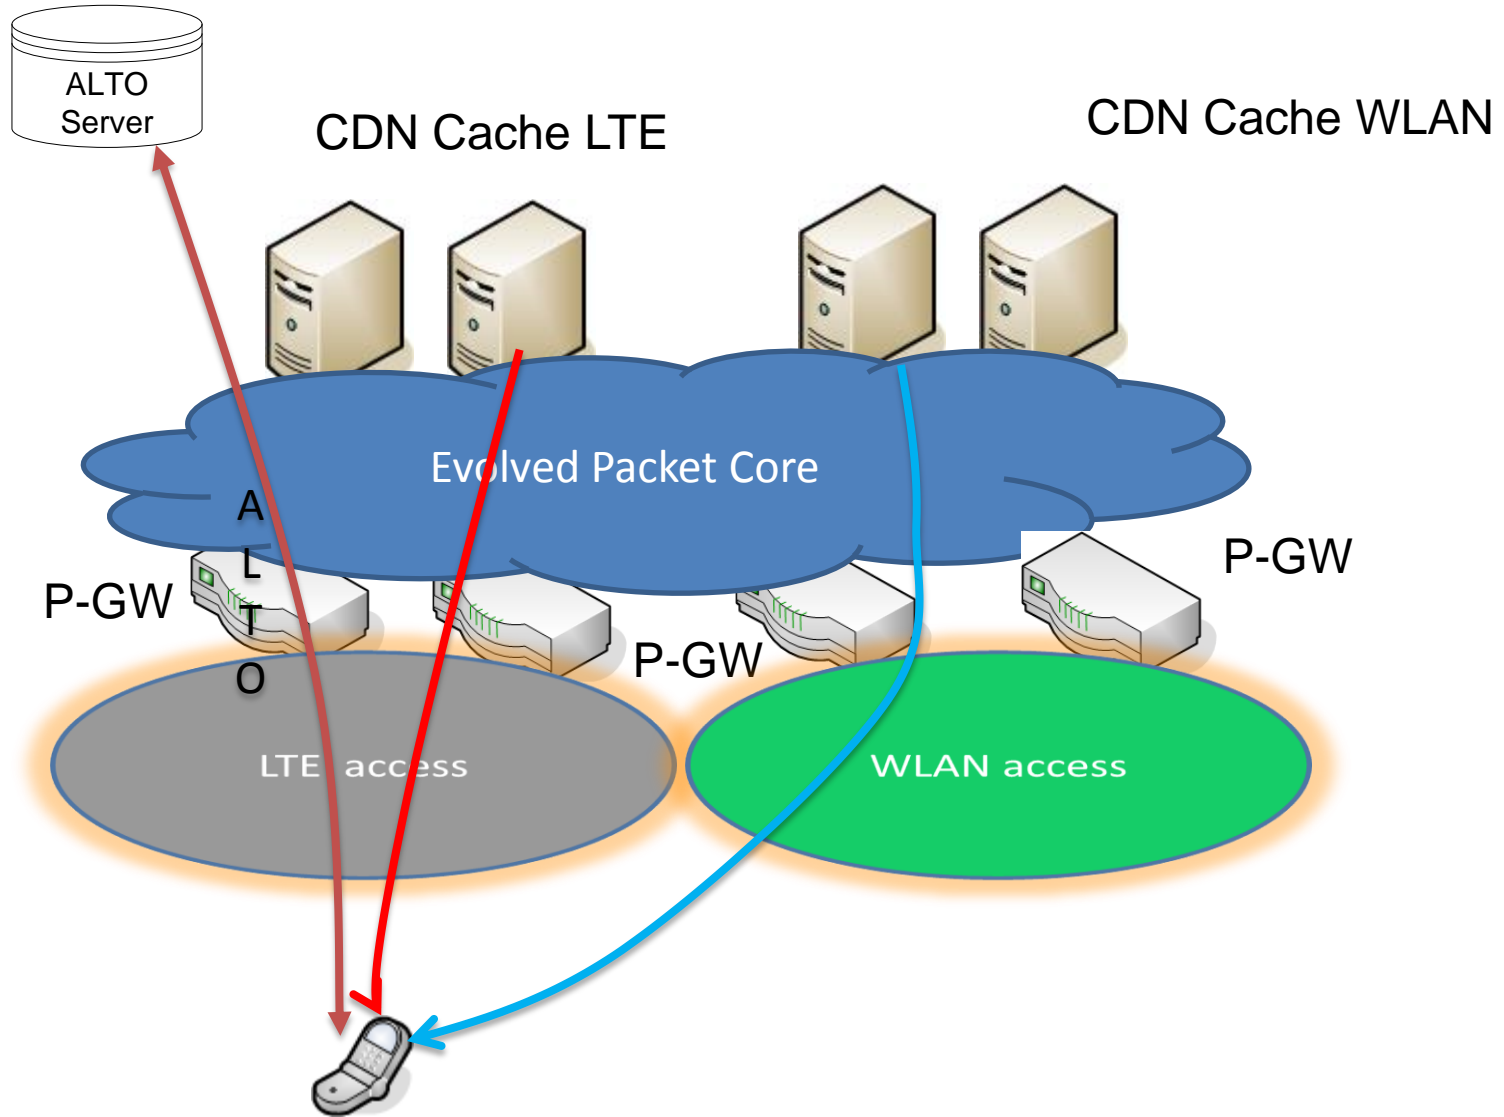 ALTO
Server
CDN Cache LTE
CDN Cache WLAN
Evolved Packet Core
A
L
T
O
P-GW
P-GW
P-GW
LTE access
WLAN access